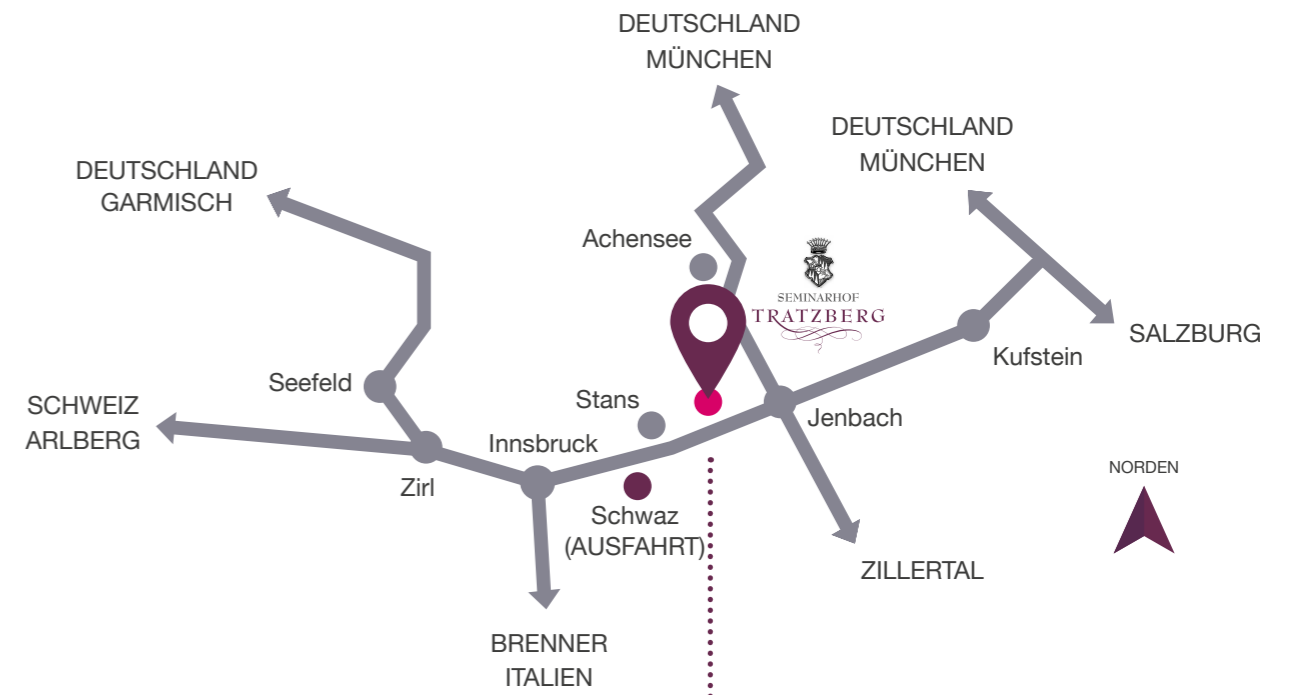 DEUTSCHLAND
MÜNCHEN
DEUTSCHLAND
MÜNCHEN
DEUTSCHLAND
GARMISCH
Achensee
SEMINARHOF
TRATZBERG
SALZBURG
Kufstein
Seefeld
Stans
SCHWEIZ
ARLBERG
Jenbach
Innsbruck
Zirl
NORDEN
Schwaz
(AUSFAHRT)
ZILLERTAL
BRENNER
ITALIEN